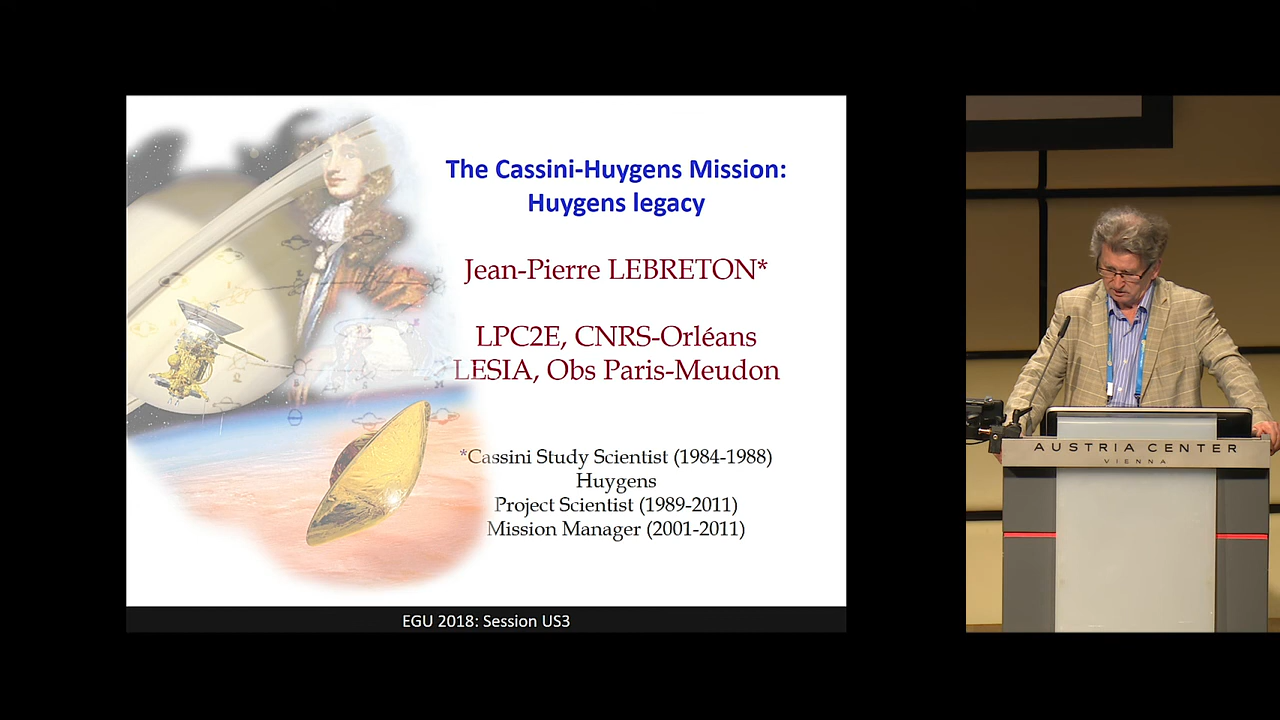 The Cassini-Huygens Mission:
Huygens legacy
Jean-Pierre LEBRETON*
LPC2E, CNRS-Orléans
LESIA, Obs Paris-Meudon
*Cassini Study Scientist (1984-1988)
Huygens
Project Scientist (1989-2011)
Mission Manager (2001-2011)
EGU 2018: Session US3
AUSTRIA CENTER
VIENNA